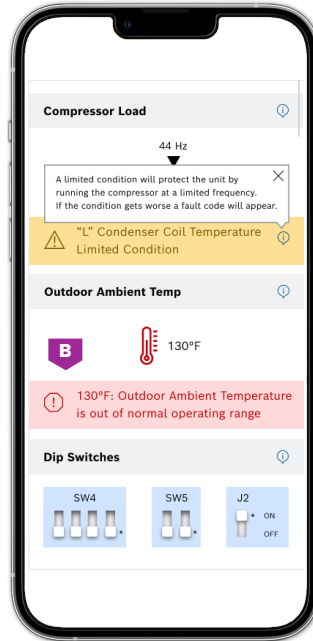 Compressor Load
44 Hz
A limited condition will protect the unit by
running the compressor at a limited frequency.
If the condition gets worse a fault code will appear.
“L” Condenser Coil Temperature
Limited Condition
Outdoor Ambient Temp
B
130°F
130°F: Outdoor Ambient Temperature
is out of normal operating range
Dip Switches
SW4
SW5
J2
*
*
* ON
OFF